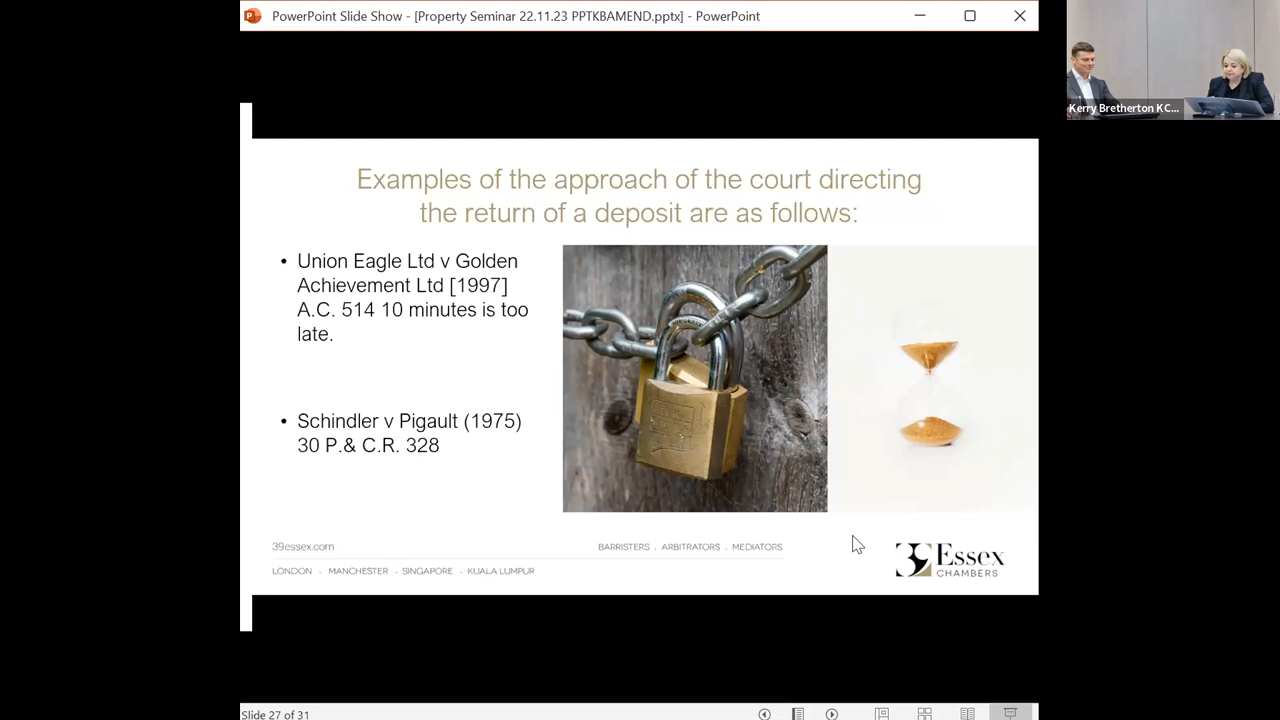 PowerPoint Slide Show - [Property Seminar 22.11.23 PPTKBAMEND.pptx] - PowerPoint
Kerry Bretherton KC...
Examples of the approach of the court directing
the return of a deposit are as follows:
• Union Eagle Ltd v Golden
Achievement Ltd [1997]
A.C. 514 10 minutes is too
late.
• Schindler v Pigault (1975)
30 P.& C.R. 328
39essex.com
BARRISTERS . ARBITRATORS . MEDIATORS
LONDON . MANCHESTER . SINGAPORE . KUALA LUMPUR
39 Essex
CHAMBERS
Slide 27 of 31